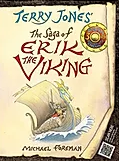 TERRY JONES
The Saga of
ERIK
THE VIKING
MICHAEL FOREMAN